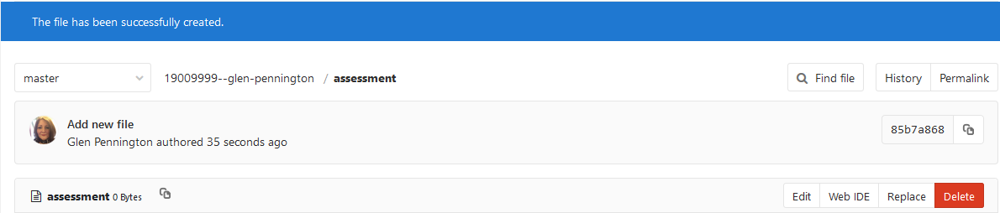 The file has been successfully created.
master 19009999--glen-pennington / assessment Find file History Permalink
Add new file
Glen Pennington authored 35 seconds ago 85b7a868
assessment 0 Bytes Edit Web IDE Replace Delete